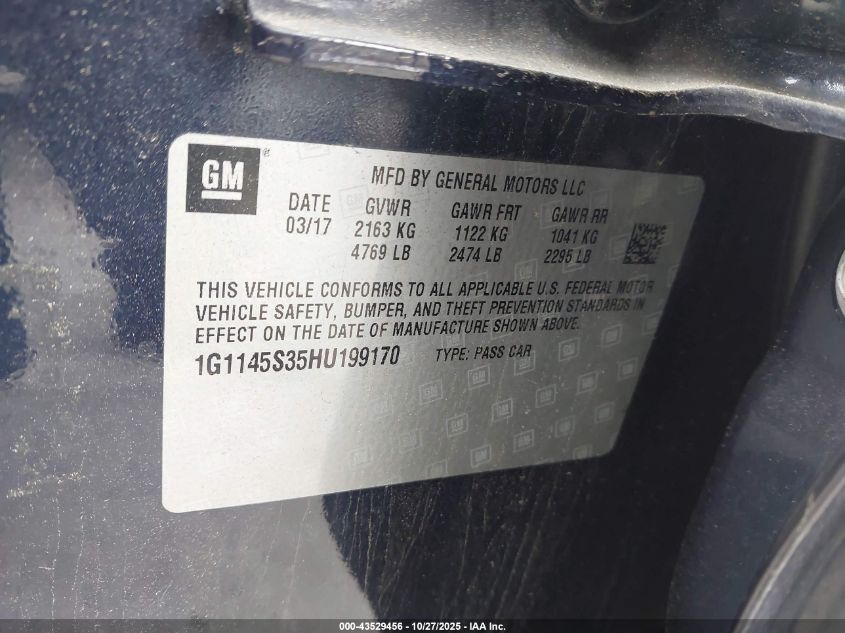 GM ®
MFD BY GENERAL MOTORS LLC
DATE GVWR GAWR FRT GAWR RR
03/17 2163 KG 1122 KG 1041 KG
4769 LB 2474 LB 2295 LB
THIS VEHICLE CONFORMS TO ALL APPLICABLE U.S. FEDERAL MOTOR
VEHICLE SAFETY, BUMPER, AND THEFT PREVENTION STANDARDS IN
EFFECT ON THE DATE OF MANUFACTURE SHOWN ABOVE.
1G1145S35HU199170 TYPE: PASS CAR
000-43529456 - 10/27/2025 - IAA Inc.